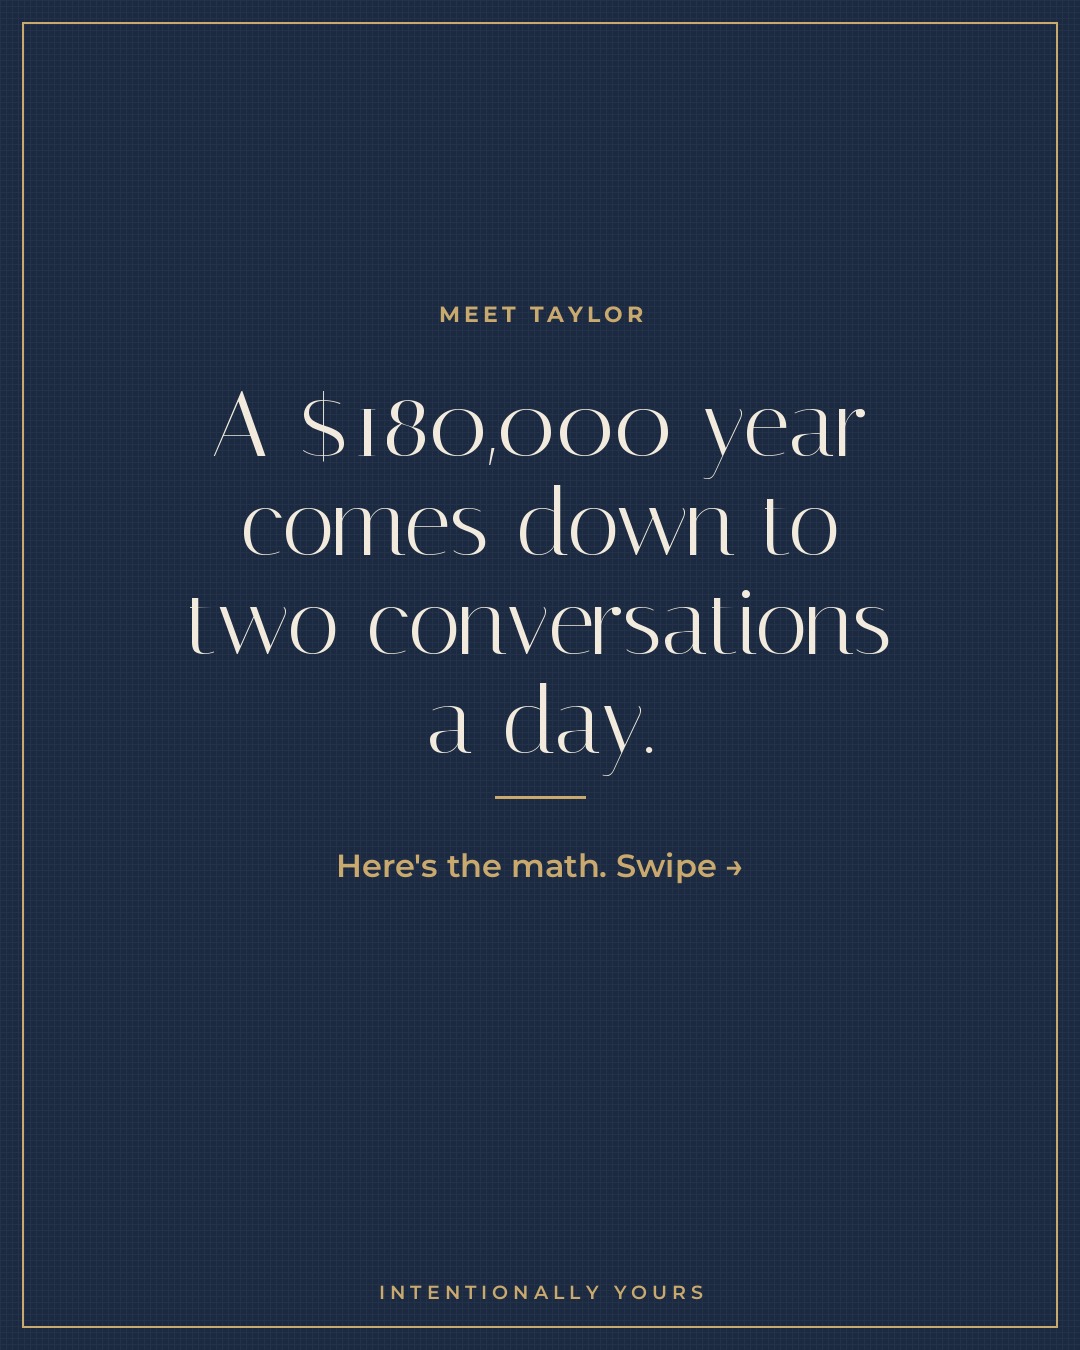 MEET TAYLOR
A $180,000 year
comes down to
two conversations
a day.
Here's the math. Swipe →
INTENTIONALLY YOURS